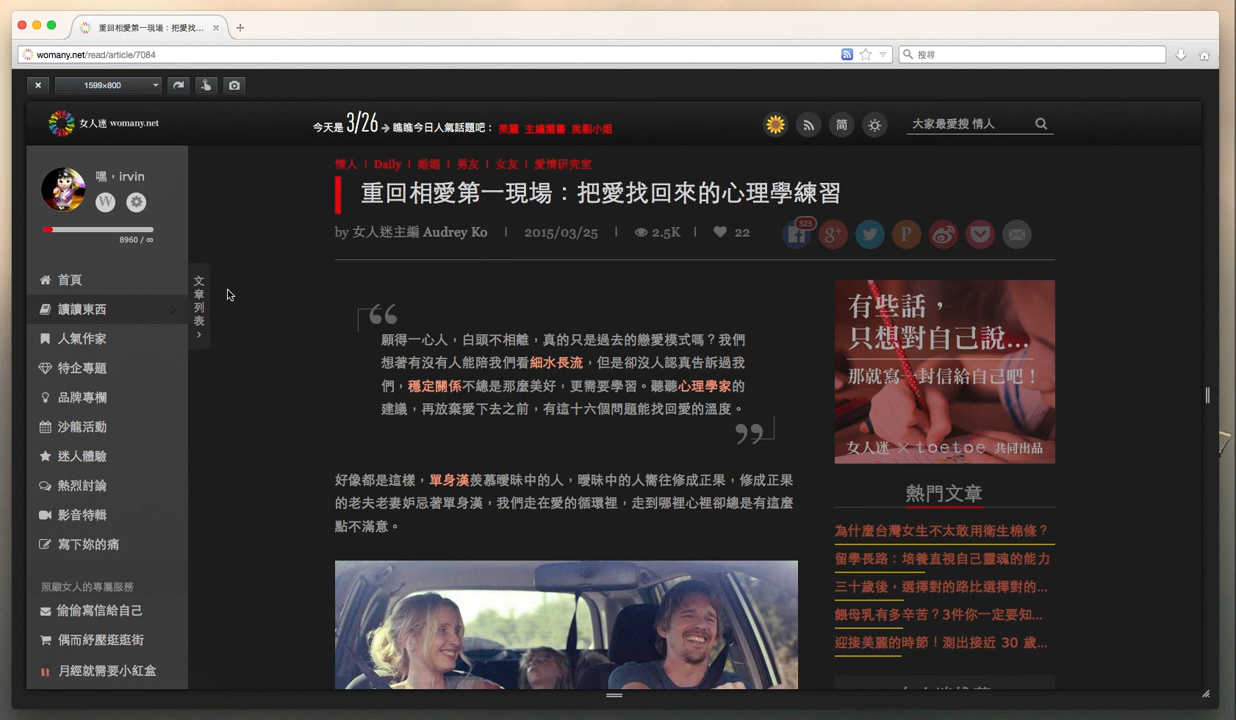 重回相愛第一現場：把愛找...
womany.net/read/article/7084
搜尋
1599×800
女人迷 womany.net
今天是 3/26 → 瞧瞧今日人氣話題吧： 美麗 主編選書 挑剔小姐
簡
大家最愛搜 情人
嘿，irvin
W
8960 / ∞
首頁
讀讀東西
人氣作家
特企專題
品牌專欄
沙龍活動
迷人體驗
熱烈討論
影音特輯
寫下妳的痛
照顧女人的專屬服務
偷偷寫信給自己
偶而紓壓逛逛街
月經就需要小紅盒
文章列表 ›
情人 | Daily | 婚姻 | 男友 | 女友 | 愛情研究室
重回相愛第一現場：把愛找回來的心理學練習
by 女人迷主編 Audrey Ko | 2015/03/25 | 2.5K | 22
323
願得一心人，白頭不相離，真的只是過去的戀愛模式嗎？我們
想著有沒有人能陪我們看細水長流，但是卻沒人認真告訴過我
們，穩定關係不總是那麼美好，更需要學習。聽聽心理學家的
建議，再放棄愛下去之前，有這十六個問題能找回愛的溫度。
好像都是這樣，單身漢羨慕曖昧中的人，曖昧中的人嚮往修成正果，修成正果
的老夫老妻妒忌著單身漢，我們走在愛的循環裡，走到哪裡心裡卻總是有這麼
點不滿意。
有些話，
只想對自己說...
那就寫一封信給自己吧！
女人迷 × toetoe 共同出品
熱門文章
為什麼台灣女生不太敢用衛生棉條？
留學長路：培養直視自己靈魂的能力
三十歲後，選擇對的路比選擇對的...
餵母乳有多辛苦？3件你一定要知...
迎接美麗的時節！測出接近 30 歲...